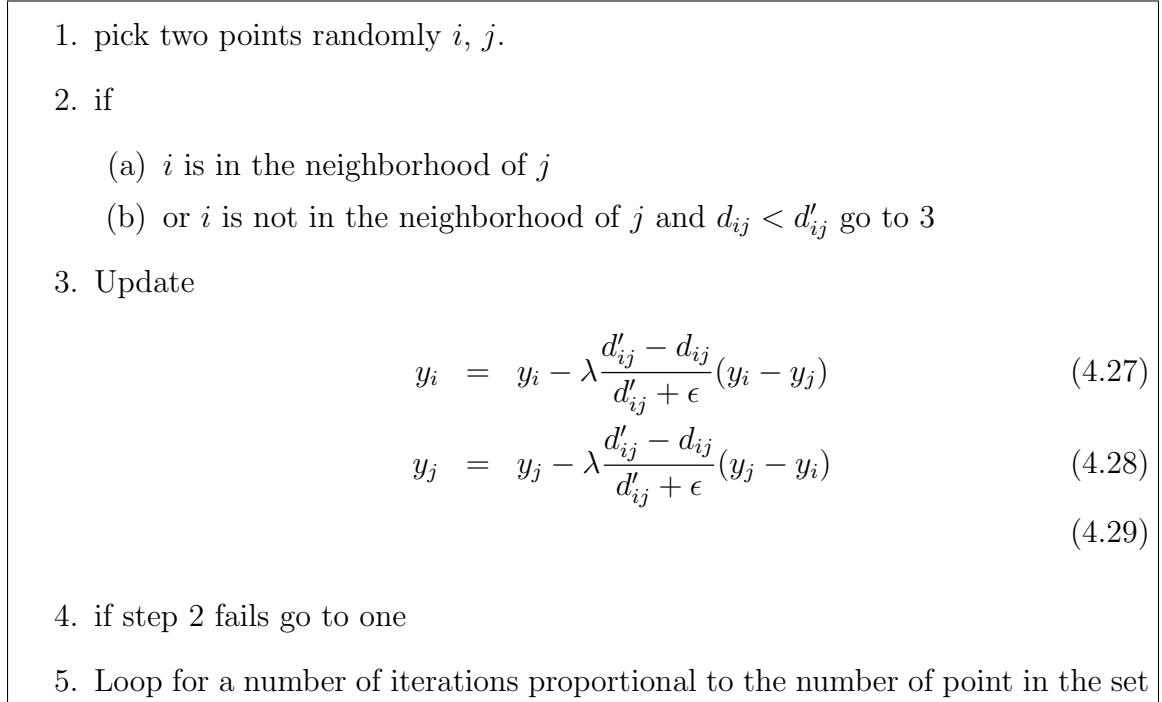 1. pick two points randomly i, j.
2. if
(a) i is in the neighborhood of j
(b) or i is not in the neighborhood of j and d_{ij} < d'_{ij} go to 3
3. Update
y_i = y_i − λ \frac{d'_{ij} − d_{ij}}{d'_{ij} + ϵ}(y_i − y_j) (4.27)
y_j = y_j − λ \frac{d'_{ij} − d_{ij}}{d'_{ij} + ϵ}(y_j − y_i) (4.28)
(4.29)
4. if step 2 fails go to one
5. Loop for a number of iterations proportional to the number of point in the set